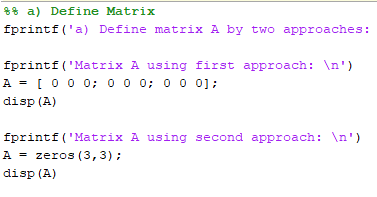 %% a) Define Matrix
fprintf('a) Define matrix A by two approaches:
fprintf('Matrix A using first approach: \n')
A = [ 0 0 0; 0 0 0; 0 0 0];
disp(A)
fprintf('Matrix A using second approach: \n')
A = zeros(3,3);
disp(A)